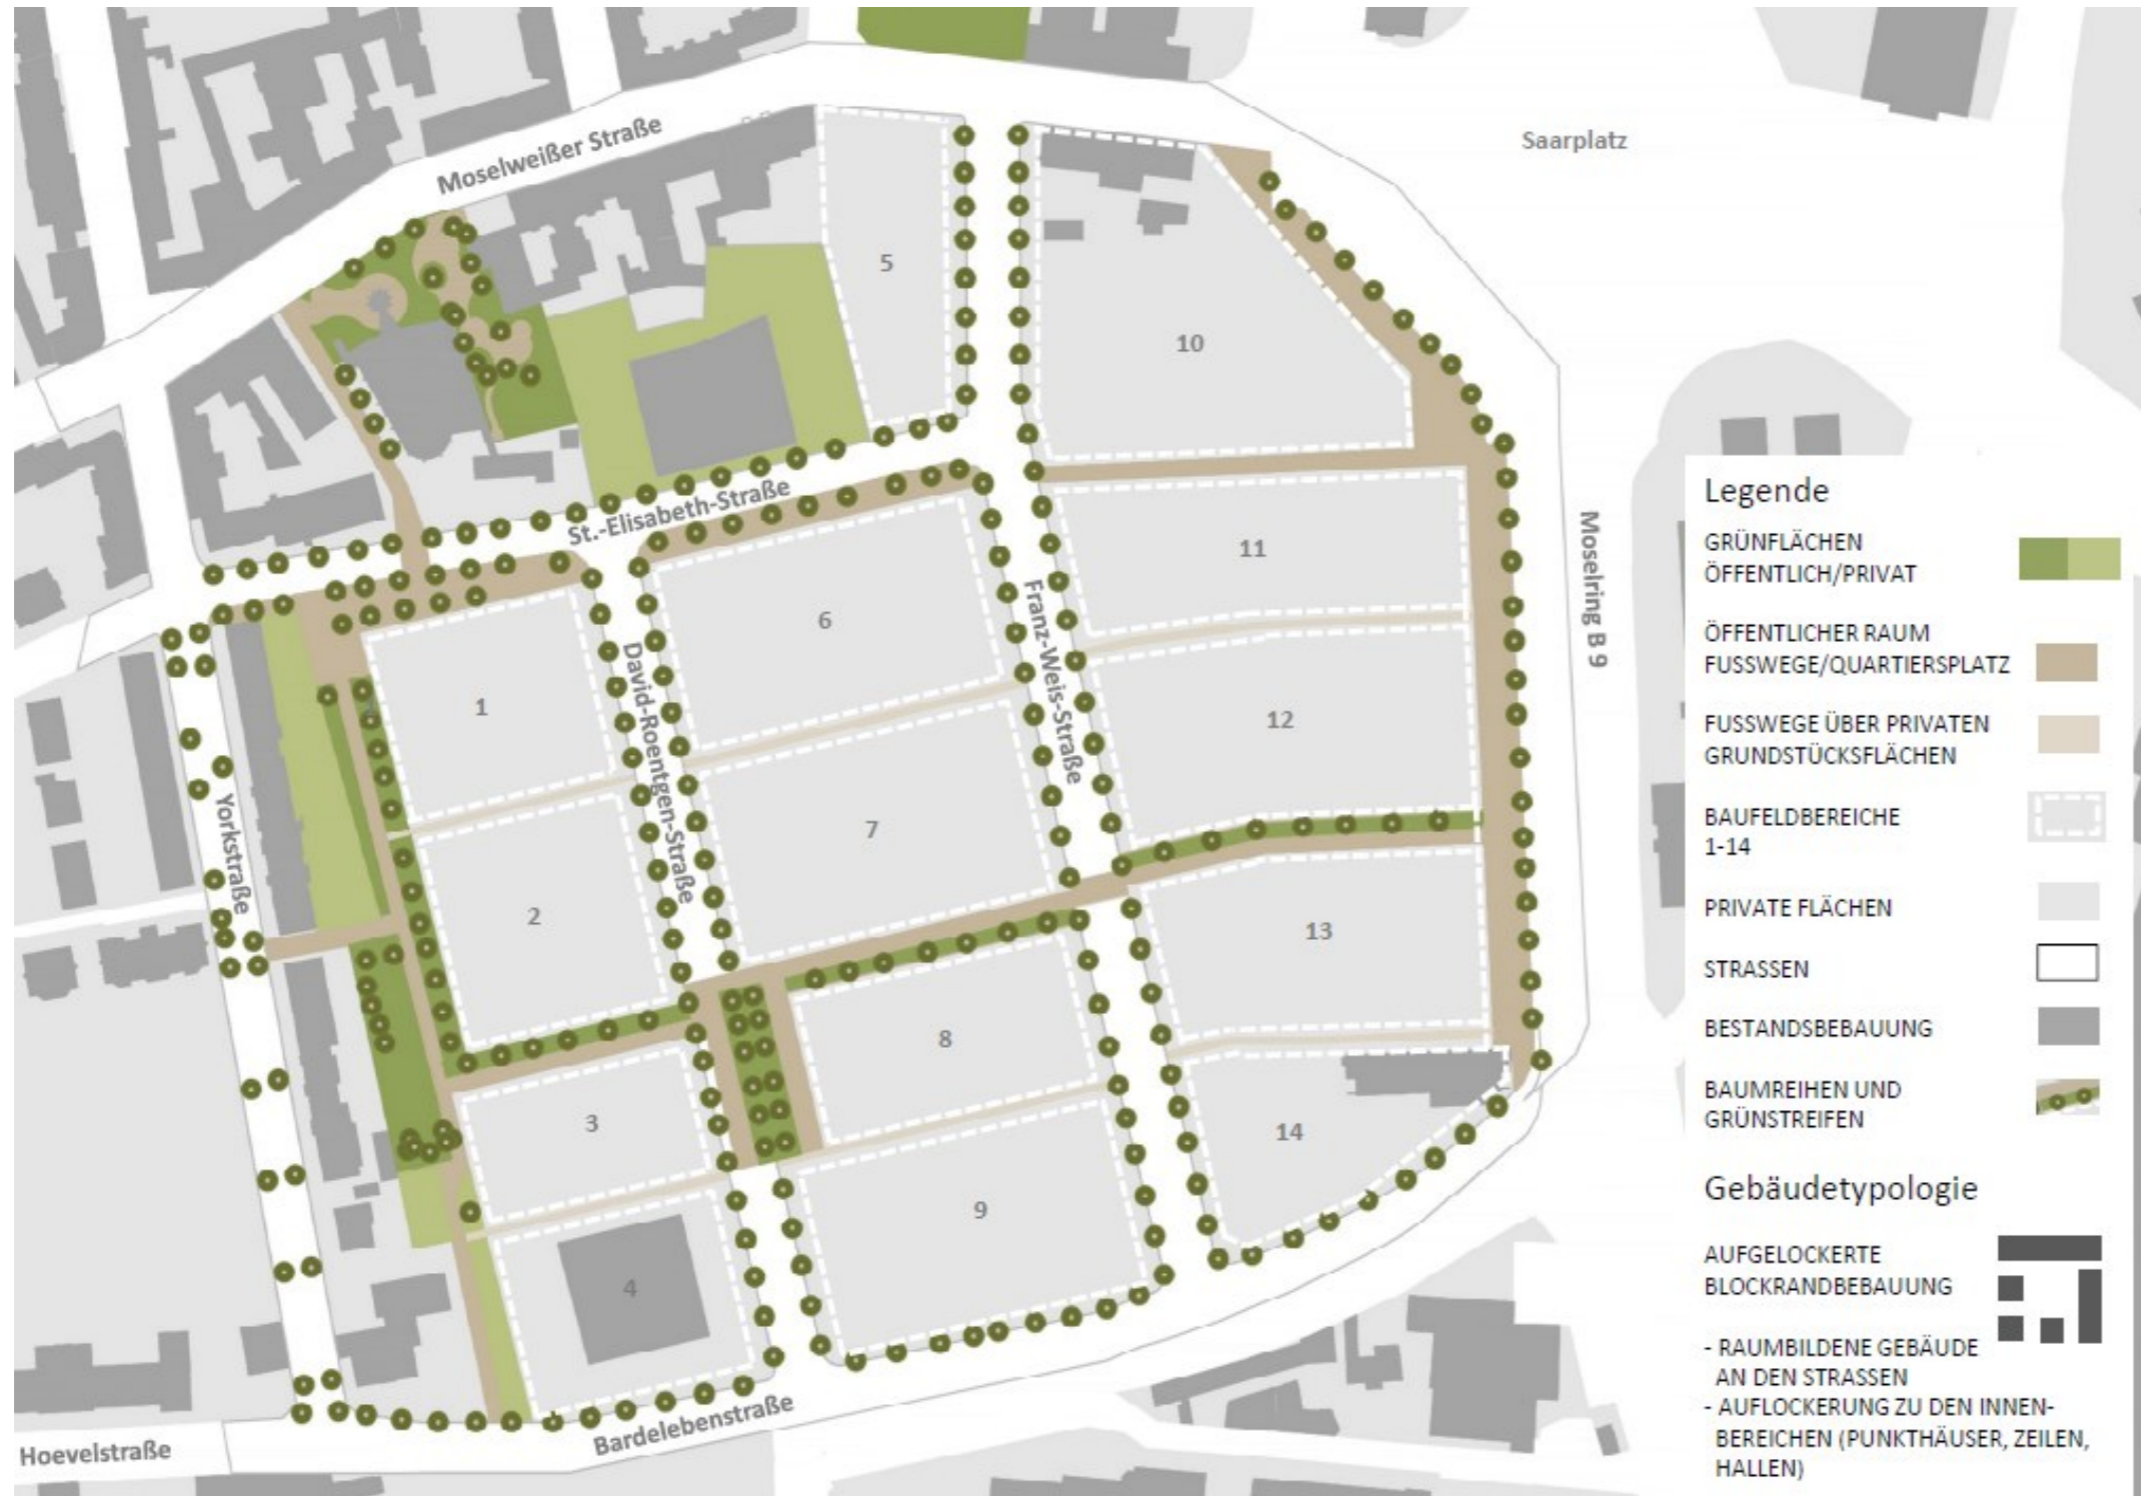 Moselweißer Straße
Saarplatz
5
10
St.-Elisabeth-Straße
11
6
1
David-Roentgen-Straße
Franz-Weis-Straße
Moselring B 9
12
7
Yorkstraße
2
13
8
3
14
9
4
Bardelebenstraße
Hoevelstraße
Legende
GRÜNFLÄCHEN
ÖFFENTLICH/PRIVAT
ÖFFENTLICHER RAUM
FUSSWEGE/QUARTIERSPLATZ
FUSSWEGE ÜBER PRIVATEN
GRUNDSTÜCKSFLÄCHEN
BAUFELDBEREICHE
1-14
PRIVATE FLÄCHEN
STRASSEN
BESTANDSBEBAUUNG
BAUMREIHEN UND
GRÜNSTREIFEN
Gebäudetypologie
AUFGELOCKERTE
BLOCKRANDBEBAUUNG
- RAUMBILDENE GEBÄUDE
AN DEN STRASSEN
- AUFLOCKERUNG ZU DEN INNEN-
BEREICHEN (PUNKTHÄUSER, ZEILEN,
HALLEN)